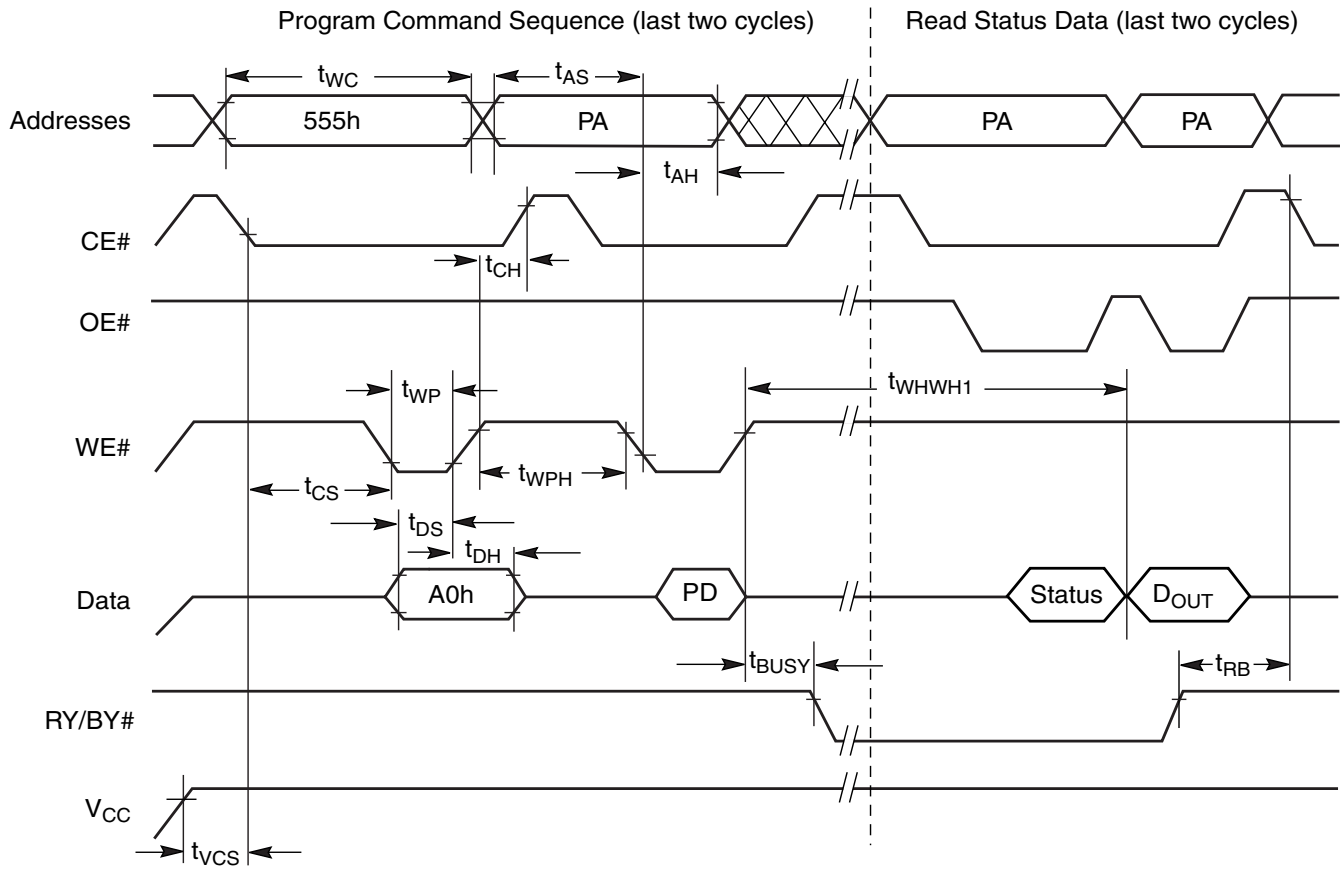 Program Command Sequence (last two cycles)
Read Status Data (last two cycles)
tWC
tAS
Addresses
555h
PA
PA
PA
tAH
CE#
tCH
OE#
tWP
tWHWH1
WE#
tCS
tWPH
tDS
tDH
Data
A0h
PD
Status
DOUT
tBUSY
tRB
RY/BY#
VCC
tVCS